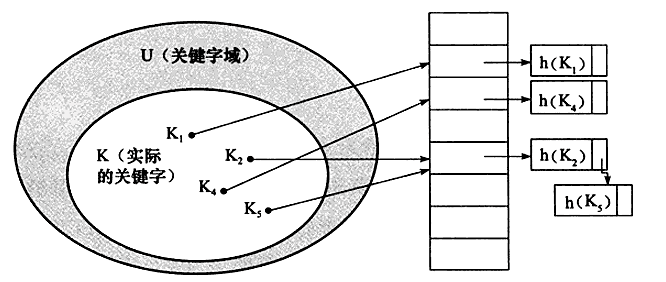 U（关键字域）
K（实际
的关键字）
K₁
K₂
K₄
K₅
h(K₁)
h(K₄)
h(K₂)
h(K₅)